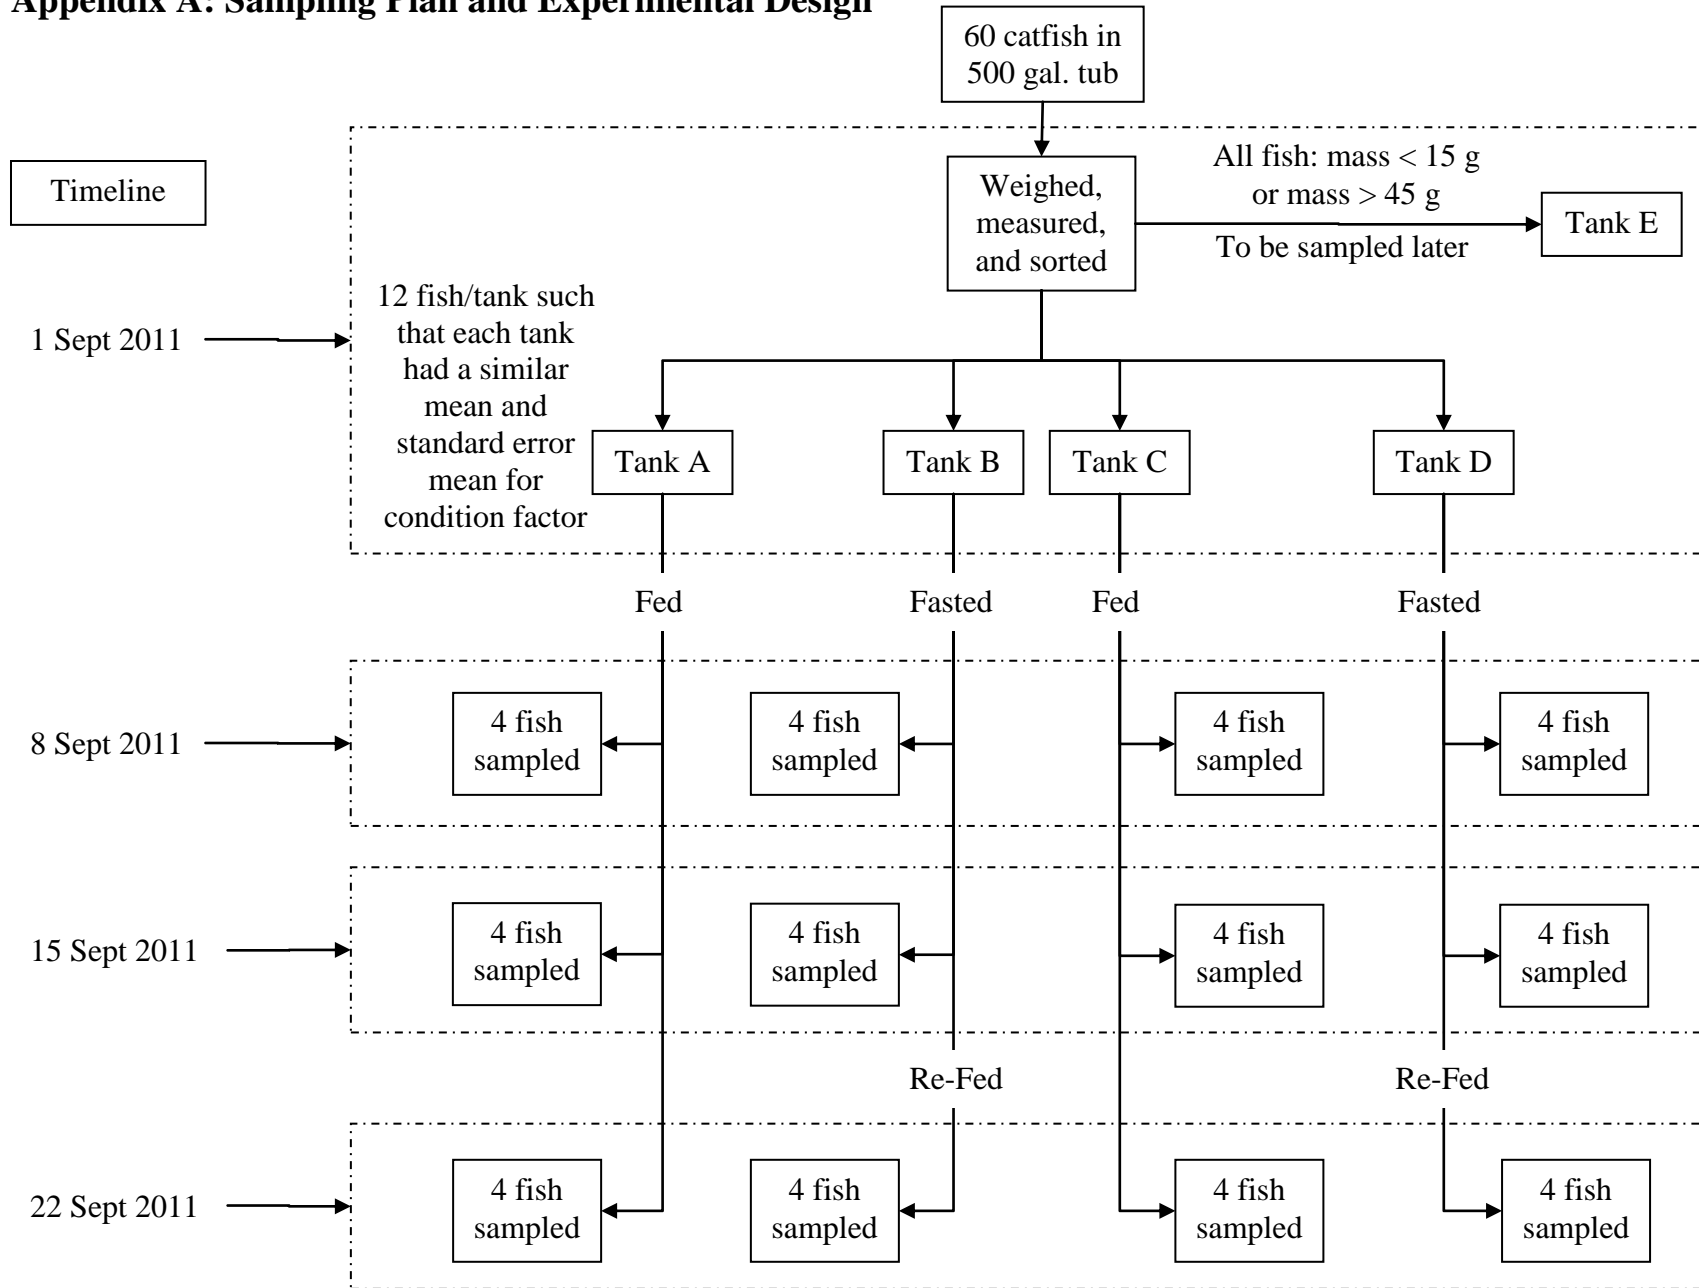 Appendix A: Sampling Plan and Experimental Design
60 catfish in
500 gal. tub
Timeline
Weighed,
measured,
and sorted
All fish: mass < 15 g
or mass > 45 g
To be sampled later
Tank E
1 Sept 2011
12 fish/tank such
that each tank
had a similar
mean and
standard error
mean for
condition factor
Tank A
Tank B
Tank C
Tank D
Fed
Fasted
Fed
Fasted
8 Sept 2011
4 fish
sampled
4 fish
sampled
4 fish
sampled
4 fish
sampled
15 Sept 2011
4 fish
sampled
4 fish
sampled
4 fish
sampled
4 fish
sampled
Re-Fed
Re-Fed
22 Sept 2011
4 fish
sampled
4 fish
sampled
4 fish
sampled
4 fish
sampled